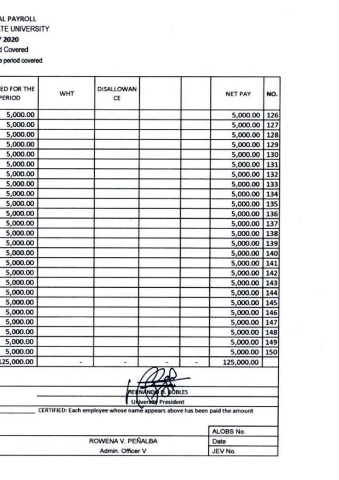 AL PAYROLL
TE UNIVERSITY
Y 2020
d Covered
e period covered.
ED FOR THE PERIOD WHT DISALLOWAN CE NET PAY NO.
5,000.00 5,000.00 126
5,000.00 5,000.00 127
5,000.00 5,000.00 128
5,000.00 5,000.00 129
5,000.00 5,000.00 130
5,000.00 5,000.00 131
5,000.00 5,000.00 132
5,000.00 5,000.00 133
5,000.00 5,000.00 134
5,000.00 5,000.00 135
5,000.00 5,000.00 136
5,000.00 5,000.00 137
5,000.00 5,000.00 138
5,000.00 5,000.00 139
5,000.00 5,000.00 140
5,000.00 5,000.00 141
5,000.00 5,000.00 142
5,000.00 5,000.00 143
5,000.00 5,000.00 144
5,000.00 5,000.00 145
5,000.00 5,000.00 146
5,000.00 5,000.00 147
5,000.00 5,000.00 148
5,000.00 5,000.00 149
5,000.00 5,000.00 150
125,000.00 - - - - 125,000.00
ROBLES
University President
CERTIFIED: Each employee whose name appears above has been paid the amount
ALOBS No.
ROWENA V. PEÑALBA Date
Admin. Officer V JEV No.